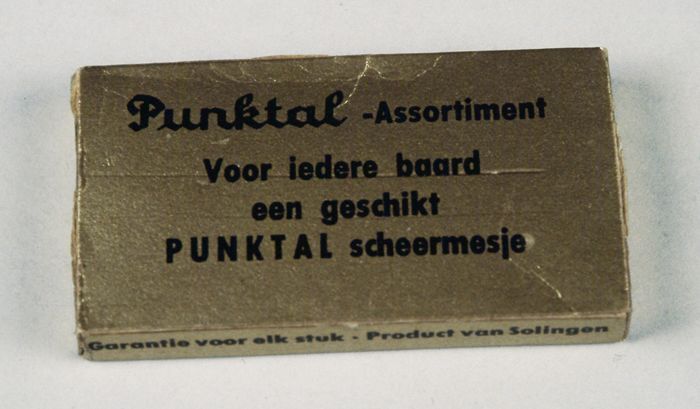 Punktal -Assortiment
Voor iedere baard
een geschikt
PUNKTAL scheermesje
Garantie voor elk stuk - Product van Solingen